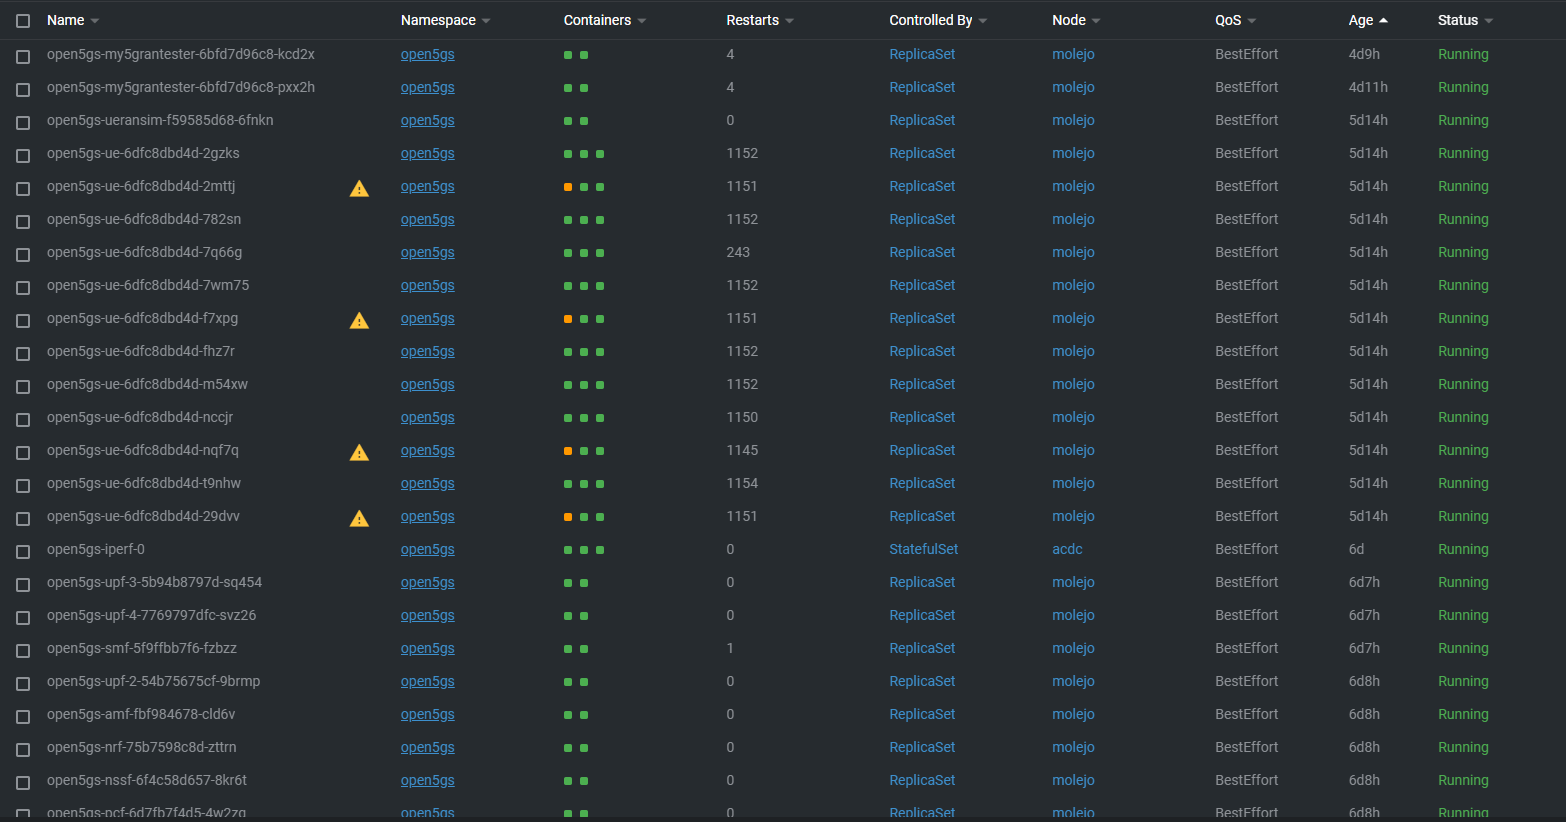 Name Namespace Containers Restarts Controlled By Node QoS Age Status
open5gs-my5grantester-6bfd7d96c8-kcd2x open5gs 4 ReplicaSet molejo BestEffort 4d9h Running
open5gs-my5grantester-6bfd7d96c8-pxx2h open5gs 4 ReplicaSet molejo BestEffort 4d11h Running
open5gs-ueransim-f59585d68-6fnkn open5gs 0 ReplicaSet molejo BestEffort 5d14h Running
open5gs-ue-6dfc8dbd4d-2gzks open5gs 1152 ReplicaSet molejo BestEffort 5d14h Running
open5gs-ue-6dfc8dbd4d-2mttj open5gs 1151 ReplicaSet molejo BestEffort 5d14h Running
open5gs-ue-6dfc8dbd4d-782sn open5gs 1152 ReplicaSet molejo BestEffort 5d14h Running
open5gs-ue-6dfc8dbd4d-7q66g open5gs 243 ReplicaSet molejo BestEffort 5d14h Running
open5gs-ue-6dfc8dbd4d-7wm75 open5gs 1152 ReplicaSet molejo BestEffort 5d14h Running
open5gs-ue-6dfc8dbd4d-f7xpg open5gs 1151 ReplicaSet molejo BestEffort 5d14h Running
open5gs-ue-6dfc8dbd4d-fhz7r open5gs 1152 ReplicaSet molejo BestEffort 5d14h Running
open5gs-ue-6dfc8dbd4d-m54xw open5gs 1152 ReplicaSet molejo BestEffort 5d14h Running
open5gs-ue-6dfc8dbd4d-nccjr open5gs 1150 ReplicaSet molejo BestEffort 5d14h Running
open5gs-ue-6dfc8dbd4d-nqf7q open5gs 1145 ReplicaSet molejo BestEffort 5d14h Running
open5gs-ue-6dfc8dbd4d-t9nhw open5gs 1154 ReplicaSet molejo BestEffort 5d14h Running
open5gs-ue-6dfc8dbd4d-29dvv open5gs 1151 ReplicaSet molejo BestEffort 5d14h Running
open5gs-iperf-0 open5gs 0 StatefulSet acdc BestEffort 6d Running
open5gs-upf-3-5b94b8797d-sq454 open5gs 0 ReplicaSet molejo BestEffort 6d7h Running
open5gs-upf-4-7769797dfc-svz26 open5gs 0 ReplicaSet molejo BestEffort 6d7h Running
open5gs-smf-5f9ffbb7f6-fzbzz open5gs 1 ReplicaSet molejo BestEffort 6d7h Running
open5gs-upf-2-54b75675cf-9brmp open5gs 0 ReplicaSet molejo BestEffort 6d8h Running
open5gs-amf-fbf984678-cld6v open5gs 0 ReplicaSet molejo BestEffort 6d8h Running
open5gs-nrf-75b7598c8d-zttrn open5gs 0 ReplicaSet molejo BestEffort 6d8h Running
open5gs-nssf-6f4c58d657-8kr6t open5gs 0 ReplicaSet molejo BestEffort 6d8h Running
open5gs-pcf-6d7fb7f4d5-4w2zq open5gs 0 ReplicaSet molejo BestEffort 6d8h Running